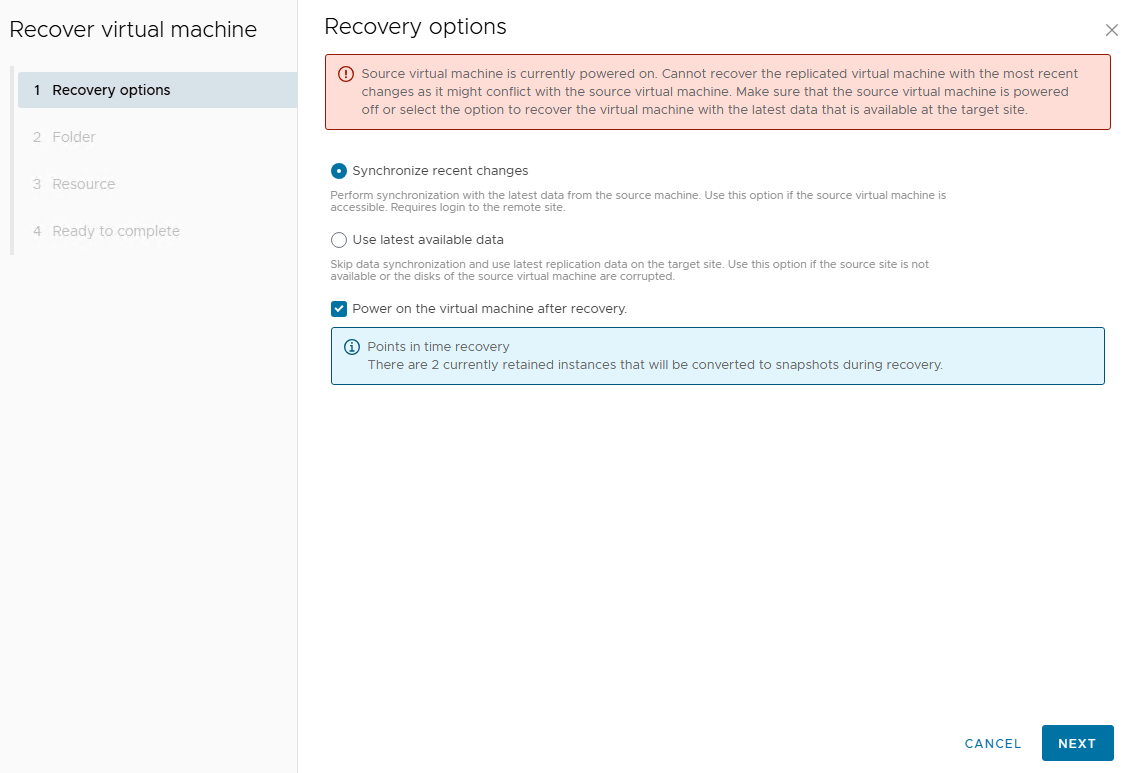 Recover virtual machine
1 Recovery options
2 Folder
3 Resource
4 Ready to complete
Recovery options
Source virtual machine is currently powered on. Cannot recover the replicated virtual machine with the most recent
changes as it might conflict with the source virtual machine. Make sure that the source virtual machine is powered
off or select the option to recover the virtual machine with the latest data that is available at the target site.
Synchronize recent changes
Perform synchronization with the latest data from the source machine. Use this option if the source virtual machine is
accessible. Requires login to the remote site.
Use latest available data
Skip data synchronization and use latest replication data on the target site. Use this option if the source site is not
available or the disks of the source virtual machine are corrupted.
Power on the virtual machine after recovery.
Points in time recovery
There are 2 currently retained instances that will be converted to snapshots during recovery.
CANCEL NEXT